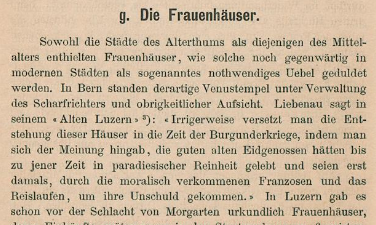 g. Die Frauenhäuser.
Sowohl die Städte des Alterthums als diejenigen des Mittel-
alters enthielten Frauenhäuser, wie solche noch gegenwärtig in
modernen Städten als sogenanntes nothwendiges Uebel geduldet
werden. In Bern standen derartige Venustempel unter Verwaltung
des Scharfrichters und obrigkeitlicher Aufsicht. Liebenau sagt in
seinem «Alten Luzern» ³): «Irrigerweise versetzt man die Ent-
stehung dieser Häuser in die Zeit der Burgunderkriege, indem man
sich der Meinung hingab, die guten alten Eidgenossen hätten bis
zu jener Zeit in paradiesischer Reinheit gelebt und seien erst
damals, durch die moralisch verkommenen Franzosen und das
Reislaufen, um ihre Unschuld gekommen.» In Luzern gab es
schon vor der Schlacht von Morgarten urkundlich Frauenhäuser,